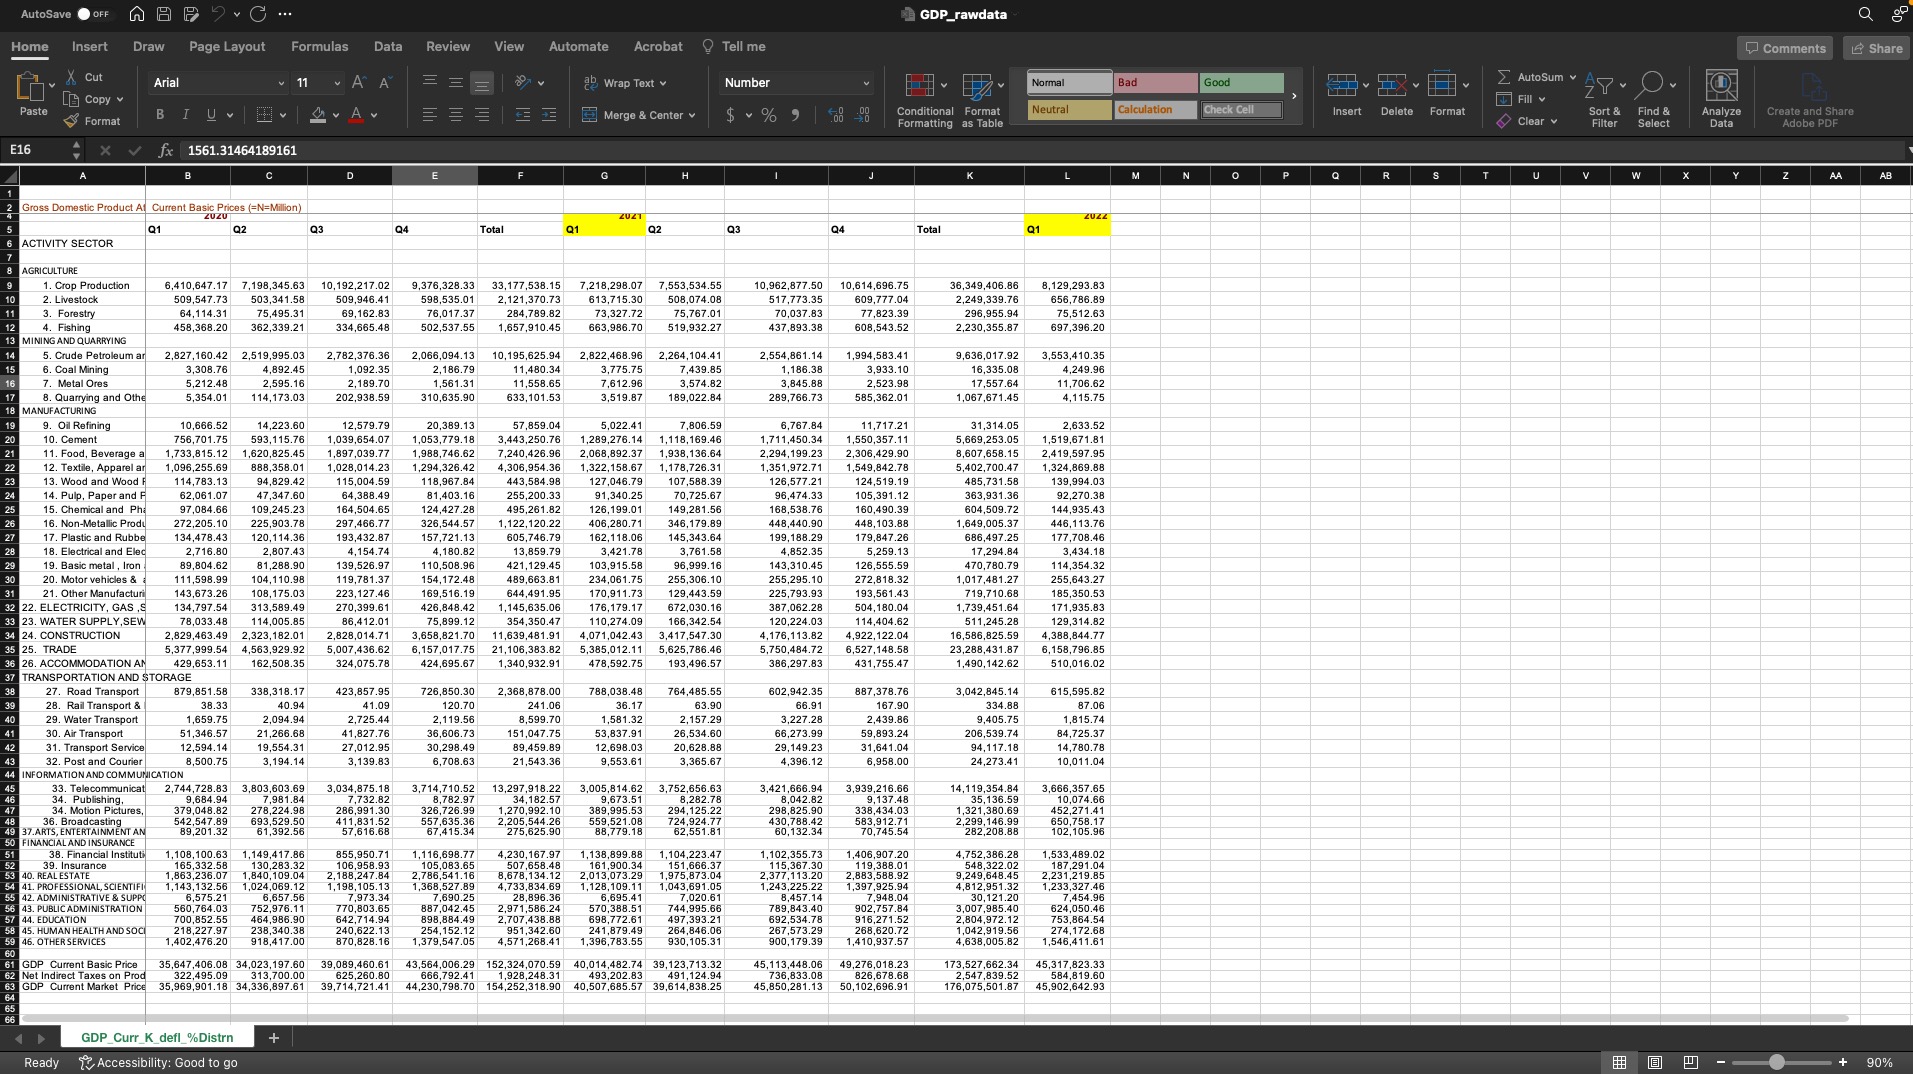 AutoSave OFF GDP_rawdata
Home Insert Draw Page Layout Formulas Data Review View Automate Acrobat Tell me Comments Share
Paste Cut Copy Format Arial 11 Wrap Text Merge & Center Number Conditional Formatting Format as Table Normal Bad Good Neutral Calculation Check Cell Insert Delete Format AutoSum Fill Clear Sort & Filter Find & Select Analyze Data Create and Share Adobe PDF
E16 fx 1561.31464189161
A B C D E F G H I J K L M N O P Q R S T U V W X Y Z AA AB
1
2 Gross Domestic Product At Current Basic Prices (=N=Million)
4 2020 2021 2022
5 Q1 Q2 Q3 Q4 Total Q1 Q2 Q3 Q4 Total Q1
6 ACTIVITY SECTOR
7
8 AGRICULTURE
9 1. Crop Production 6,410,647.17 7,198,345.63 10,192,217.02 9,376,328.33 33,177,538.15 7,218,298.07 7,553,534.55 10,962,877.50 10,614,696.75 36,349,406.86 8,129,293.83
10 2. Livestock 509,547.73 503,341.58 509,946.41 598,535.01 2,121,370.73 613,715.30 508,074.08 517,773.35 609,777.04 2,249,339.76 656,786.89
11 3. Forestry 64,114.31 75,495.31 69,162.83 76,017.37 284,789.82 73,327.72 75,767.01 70,037.83 77,823.39 296,955.94 75,512.63
12 4. Fishing 458,368.20 362,339.21 334,665.48 502,537.55 1,657,910.45 663,986.70 519,932.27 437,893.38 608,543.52 2,230,355.87 697,396.20
13 MINING AND QUARRYING
14 5. Crude Petroleum an 2,827,160.42 2,519,995.03 2,782,376.36 2,066,094.13 10,195,625.94 2,822,468.96 2,264,104.41 2,554,861.14 1,994,583.41 9,636,017.92 3,553,410.35
15 6. Coal Mining 3,308.76 4,892.45 1,092.35 2,186.79 11,480.34 3,775.75 7,439.85 1,186.38 3,933.10 16,335.08 4,249.96
16 7. Metal Ores 5,212.48 2,595.16 2,189.70 1,561.31 11,558.65 7,612.96 3,574.82 3,845.88 2,523.98 17,557.64 11,706.62
17 8. Quarrying and Othe 5,354.01 114,173.03 202,938.59 310,635.90 633,101.53 3,519.87 189,022.84 289,766.73 585,362.01 1,067,671.45 4,115.75
18 MANUFACTURING
19 9. Oil Refining 10,666.52 14,223.60 12,579.79 20,389.13 57,859.04 5,022.41 7,806.59 6,767.84 11,717.21 31,314.05 2,633.52
20 10. Cement 756,701.75 593,115.76 1,039,654.07 1,053,779.18 3,443,250.76 1,289,276.14 1,118,169.46 1,711,450.34 1,550,357.11 5,669,253.05 1,519,671.81
21 11. Food, Beverage a 1,733,815.12 1,620,825.45 1,897,039.77 1,988,746.62 7,240,426.96 2,068,892.37 1,938,136.64 2,294,199.23 2,306,429.90 8,607,658.15 2,419,597.95
22 12. Textile, Apparel ar 1,096,255.69 888,358.01 1,028,014.23 1,294,326.42 4,306,954.36 1,322,158.67 1,178,726.31 1,351,972.71 1,549,842.78 5,402,700.47 1,324,869.88
23 13. Wood and Wood P 114,783.13 94,829.42 115,004.59 118,967.84 443,584.98 127,046.79 107,588.39 126,577.21 124,519.19 485,731.58 139,994.03
24 14. Pulp, Paper and P 62,061.07 47,347.60 64,388.49 81,403.16 255,200.33 91,340.25 70,725.67 96,474.33 105,391.12 363,931.36 92,270.38
25 15. Chemical and Pha 97,084.66 109,245.23 164,504.65 124,427.28 495,261.82 126,199.01 149,281.56 168,538.76 160,490.39 604,509.72 144,935.43
26 16. Non-Metallic Produ 272,205.10 225,903.78 297,466.77 326,544.57 1,122,120.22 406,280.71 346,179.89 448,440.90 448,103.88 1,649,005.37 446,113.76
27 17. Plastic and Rubbe 134,478.43 120,114.36 193,432.87 157,721.13 605,746.79 162,118.06 145,343.64 199,188.29 179,847.26 686,497.25 177,708.46
28 18. Electrical and Elec 2,716.80 2,807.43 4,154.74 4,180.82 13,859.79 3,421.78 3,761.58 4,852.35 5,259.13 17,294.84 3,434.18
29 19. Basic metal , Iron 89,804.62 81,288.90 139,526.97 110,508.96 421,129.45 103,915.58 96,999.16 143,310.45 126,555.59 470,780.79 114,354.32
30 20. Motor vehicles & a 111,598.99 104,110.98 119,781.37 154,172.48 489,663.81 234,061.75 255,306.10 255,295.10 272,818.32 1,017,481.27 255,643.27
31 21. Other Manufacturi 143,673.26 108,175.03 223,127.46 169,516.19 644,491.95 170,911.73 129,443.59 225,793.93 193,561.43 719,710.68 185,350.53
32 22. ELECTRICITY, GAS ,S 134,797.54 313,589.49 270,399.61 426,848.42 1,145,635.06 176,179.17 672,030.16 387,062.28 504,180.04 1,739,451.64 171,935.83
33 23. WATER SUPPLY,SEW 78,033.48 114,005.85 86,412.01 75,899.12 354,350.47 110,274.09 166,342.54 120,224.03 114,404.62 511,245.28 129,314.82
34 24. CONSTRUCTION 2,829,463.49 2,323,182.01 2,828,014.71 3,658,821.70 11,639,481.91 4,071,042.43 3,417,547.30 4,176,113.82 4,922,122.04 16,586,825.59 4,388,844.77
35 25. TRADE 5,377,999.54 4,563,929.92 5,007,436.62 6,157,017.75 21,106,383.82 5,385,012.11 5,625,786.46 5,750,484.72 6,527,148.58 23,288,431.87 6,158,796.85
36 26. ACCOMMODATION AN 429,653.11 162,508.35 324,075.78 424,695.67 1,340,932.91 478,592.75 193,496.57 386,297.83 431,755.47 1,490,142.62 510,016.02
37 TRANSPORTATION AND STORAGE
38 27. Road Transport 879,851.58 338,318.17 423,857.95 726,850.30 2,368,878.00 788,038.48 764,485.55 602,942.35 887,378.76 3,042,845.14 615,595.82
39 28. Rail Transport & 38.33 40.94 41.09 120.70 241.06 36.17 63.90 66.91 167.90 334.88 87.06
40 29. Water Transport 1,659.75 2,094.94 2,725.44 2,119.56 8,599.70 1,581.32 2,157.29 3,227.28 2,439.86 9,405.75 1,815.74
41 30. Air Transport 51,346.57 21,266.68 41,827.76 36,606.73 151,047.75 53,837.91 26,534.60 66,273.99 59,893.24 206,539.74 84,725.37
42 31. Transport Service 12,594.14 19,554.31 27,012.95 30,298.49 89,459.89 12,698.03 20,628.88 29,149.23 31,641.04 94,117.18 14,780.78
43 32. Post and Courier 8,500.75 3,194.14 3,139.83 6,708.63 21,543.36 9,553.61 3,365.67 4,396.12 6,958.00 24,273.41 10,011.04
44 INFORMATION AND COMMUNICATION
45 33. Telecommunicat 2,744,728.83 3,803,603.69 3,034,875.18 3,714,710.52 13,297,918.22 3,005,814.62 3,752,656.63 3,421,666.94 3,939,216.66 14,119,354.84 3,666,357.65
46 34. Publishing, 9,684.94 7,981.84 7,732.82 8,782.97 34,182.57 9,673.51 8,282.78 8,042.82 9,137.48 35,136.59 10,074.66
47 34. Motion Pictures, 379,048.82 278,224.98 286,991.30 326,726.99 1,270,992.10 389,995.53 294,125.22 298,825.90 338,434.03 1,321,380.69 452,271.41
48 36. Broadcasting 542,547.89 693,529.50 411,831.52 557,635.36 2,205,544.26 559,521.08 724,924.77 430,788.42 583,912.71 2,299,146.99 650,758.17
49 37.ARTS, ENTERTAINMENT AN 89,201.32 61,392.56 57,616.68 67,415.34 275,625.90 88,779.18 62,551.81 60,132.34 70,745.54 282,208.88 102,105.96
50 FINANCIAL AND INSURANCE
51 38. Financial Instituti 1,108,100.63 1,149,417.86 855,950.71 1,116,698.77 4,230,167.97 1,138,899.88 1,104,223.47 1,102,355.73 1,406,907.20 4,752,386.28 1,533,489.02
52 39. Insurance 165,332.58 130,283.32 106,958.93 105,083.65 507,658.48 161,900.34 151,666.37 115,367.30 119,388.01 548,322.02 187,291.04
53 40. REAL ESTATE 1,863,236.07 1,840,109.04 2,188,247.84 2,786,541.16 8,678,134.12 2,013,073.29 1,975,873.04 2,377,113.20 2,883,588.92 9,249,648.45 2,231,219.85
54 41. PROFESSIONAL, SCIENTIFI 1,143,132.56 1,024,069.12 1,198,105.13 1,368,527.89 4,733,834.69 1,128,109.11 1,043,691.05 1,243,225.22 1,397,925.94 4,812,951.32 1,233,327.46
55 42. ADMINISTRATIVE & SUPPO 6,575.21 6,657.56 7,973.34 7,690.25 28,896.36 6,695.41 7,020.61 8,457.14 7,948.04 30,121.20 7,454.96
56 43. PUBLIC ADMINISTRATION 560,764.03 752,976.11 770,803.65 887,042.45 2,971,586.24 570,388.51 744,995.66 789,843.40 902,757.84 3,007,985.40 624,050.46
57 44. EDUCATION 700,852.55 464,986.90 642,714.94 898,884.49 2,707,438.88 698,772.61 497,393.21 692,534.78 916,271.52 2,804,972.12 753,864.54
58 45. HUMAN HEALTH AND SOCI 218,227.97 238,340.38 240,622.13 254,152.12 951,342.60 241,879.49 264,846.06 267,573.29 268,620.72 1,042,919.56 274,172.68
59 46. OTHER SERVICES 1,402,476.20 918,417.00 870,828.16 1,379,547.05 4,571,268.41 1,396,783.55 930,105.31 900,179.39 1,410,937.57 4,638,005.82 1,546,411.61
60
61 GDP Current Basic Price 35,647,406.08 34,023,197.60 39,089,460.61 43,564,006.29 152,324,070.59 40,014,482.74 39,123,713.32 45,113,448.06 49,276,018.23 173,527,662.34 45,317,823.33
62 Net Indirect Taxes on Prod 322,495.09 313,700.00 625,260.80 666,792.41 1,928,248.31 493,202.83 491,124.94 736,833.08 826,678.68 2,547,839.52 584,819.60
63 GDP Current Market Price 35,969,901.18 34,336,897.61 39,714,721.41 44,230,798.70 154,252,318.90 40,507,685.57 39,614,838.25 45,850,281.13 50,102,696.91 176,075,501.87 45,902,642.93
64
65
66
GDP_Curr_K_defl_%Distrn
Ready Accessibility: Good to go 90%